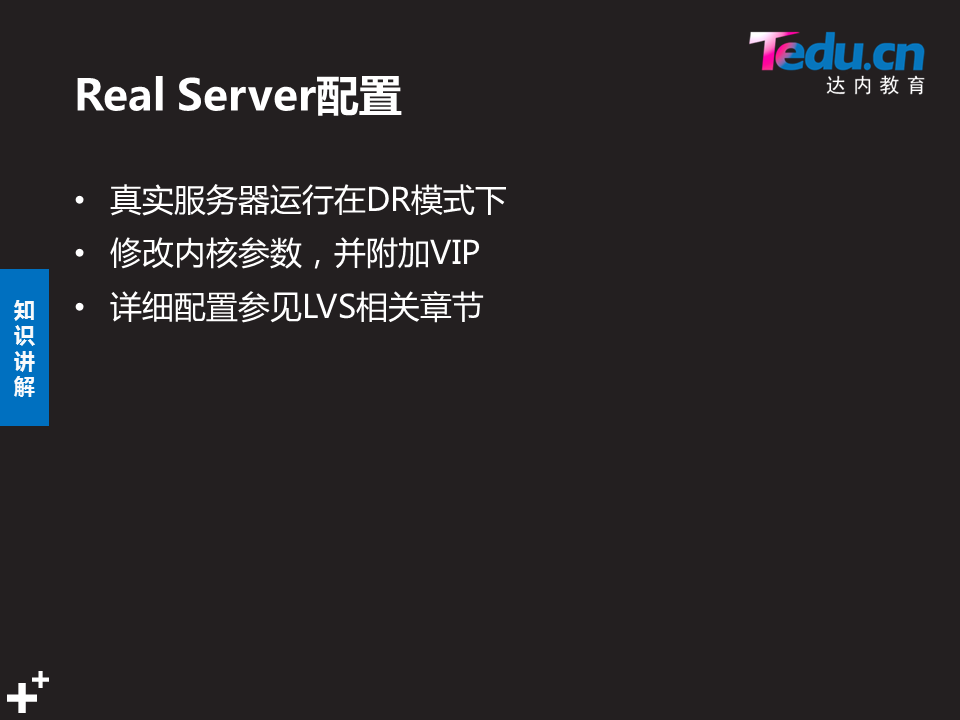 Tedu.cn
达内教育
Real Server配置
• 真实服务器运行在DR模式下
• 修改内核参数，并附加VIP
• 详细配置参见LVS相关章节
知
识
讲
解